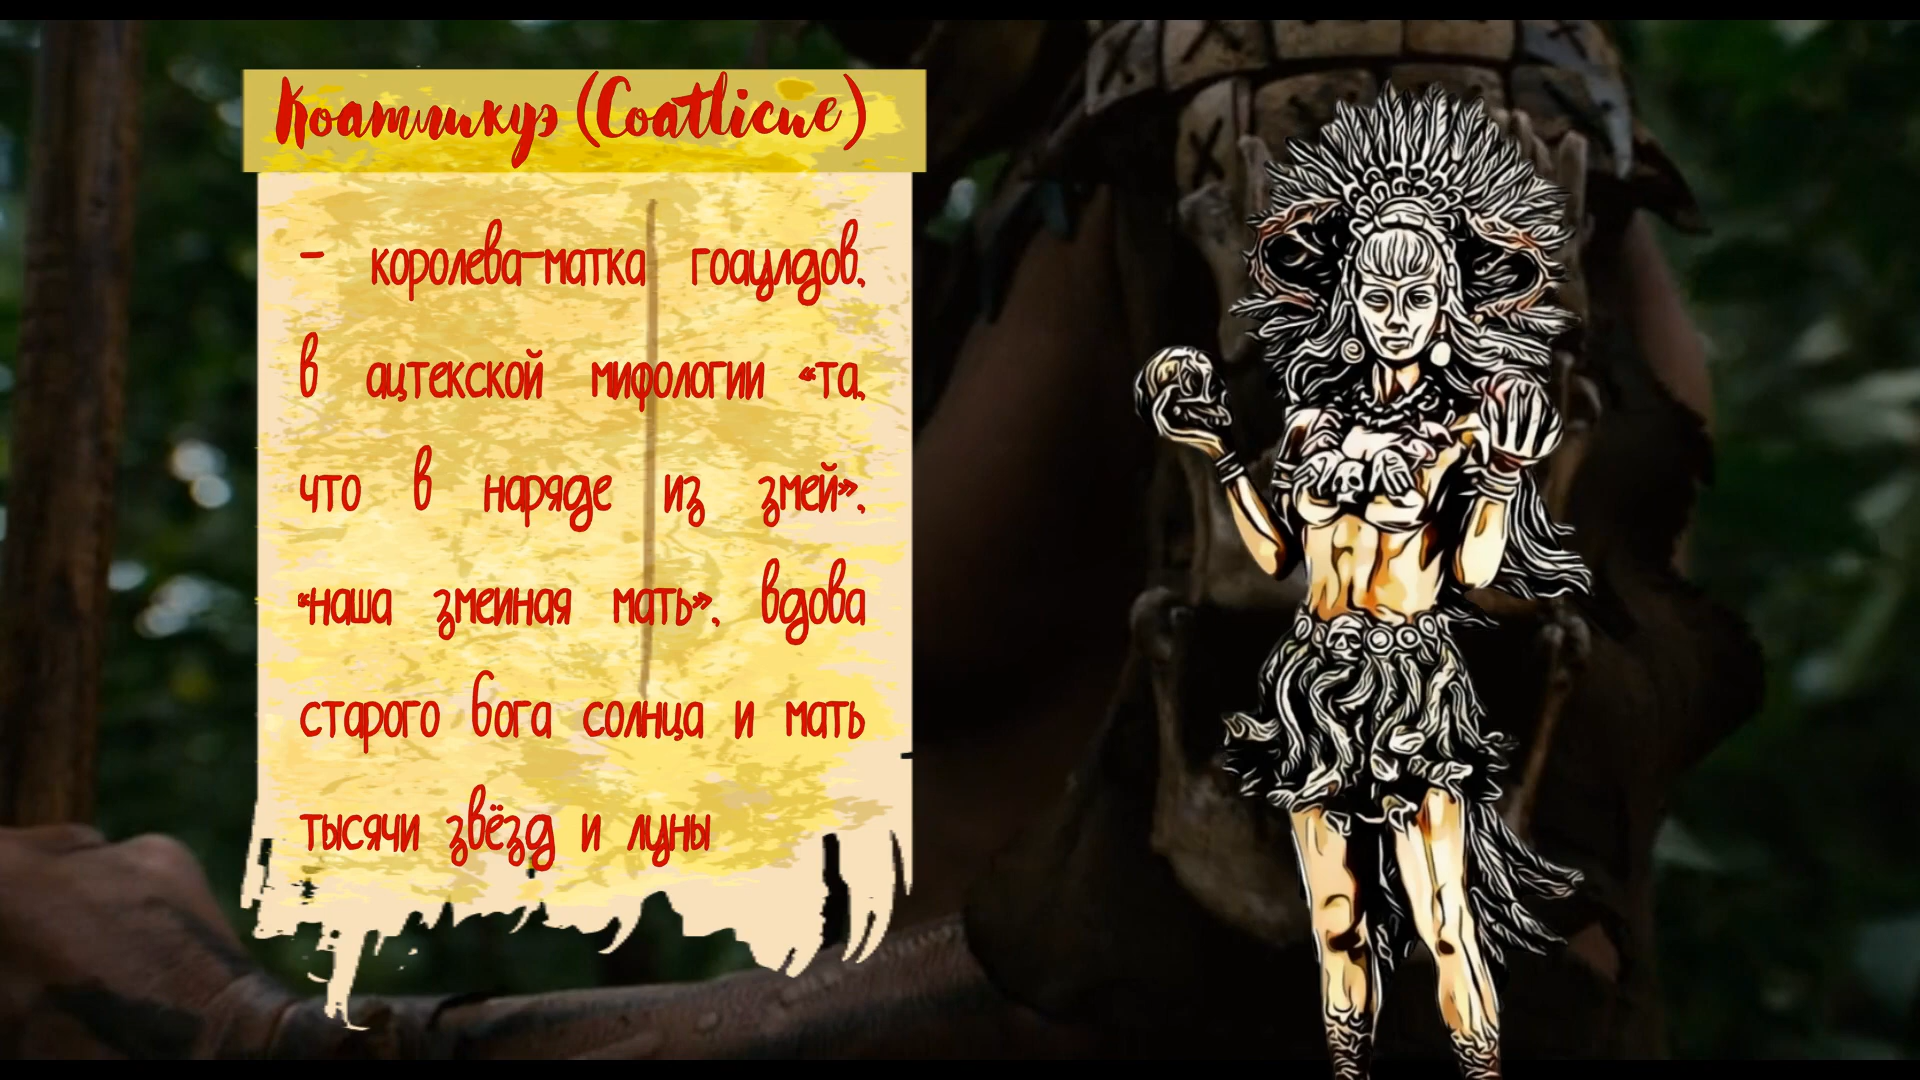 Коатликуэ (Coatlicue)
- королева-матка гоаулдов,
в ацтекской мифологии «та,
что в наряде из змей»,
«наша змеиная мать», вдова
старого бога солнца и мать
тысячи звёзд и луны